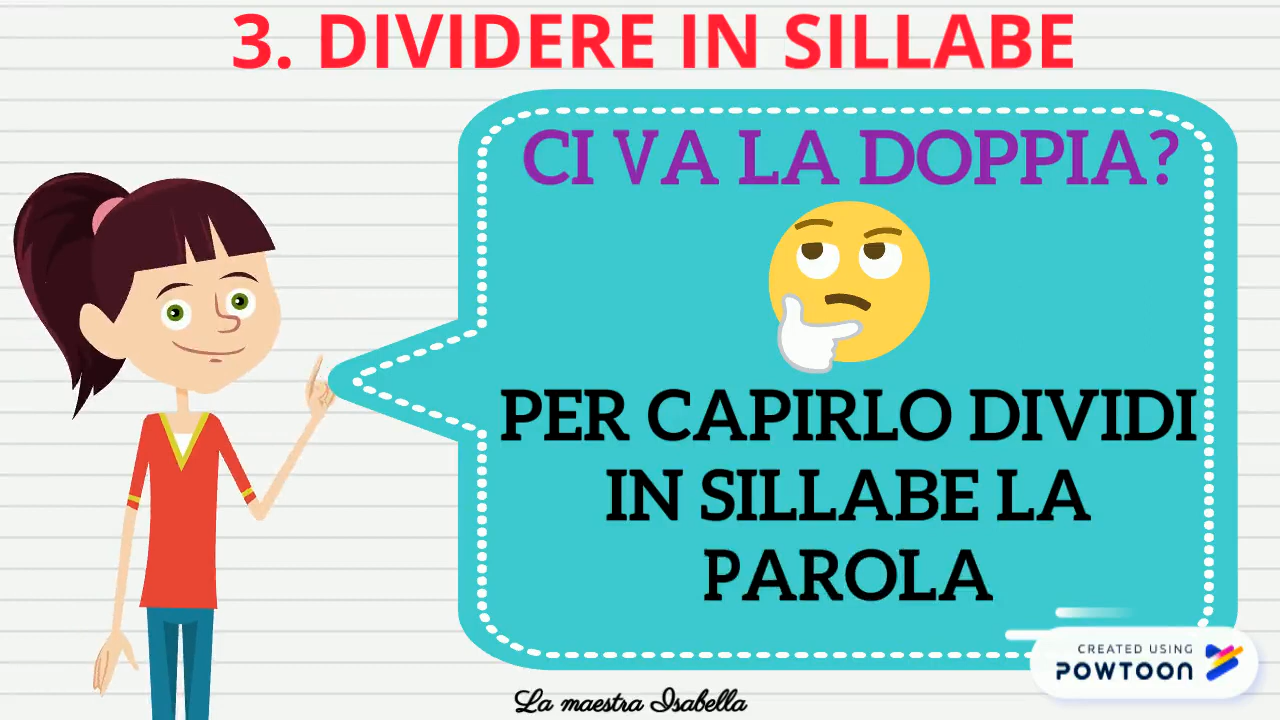 3. DIVIDERE IN SILLABE
CI VA LA DOPPIA?
PER CAPIRLO DIVIDI
IN SILLABE LA
PAROLA
CREATED USING
POWTOON
La maestra Isabella